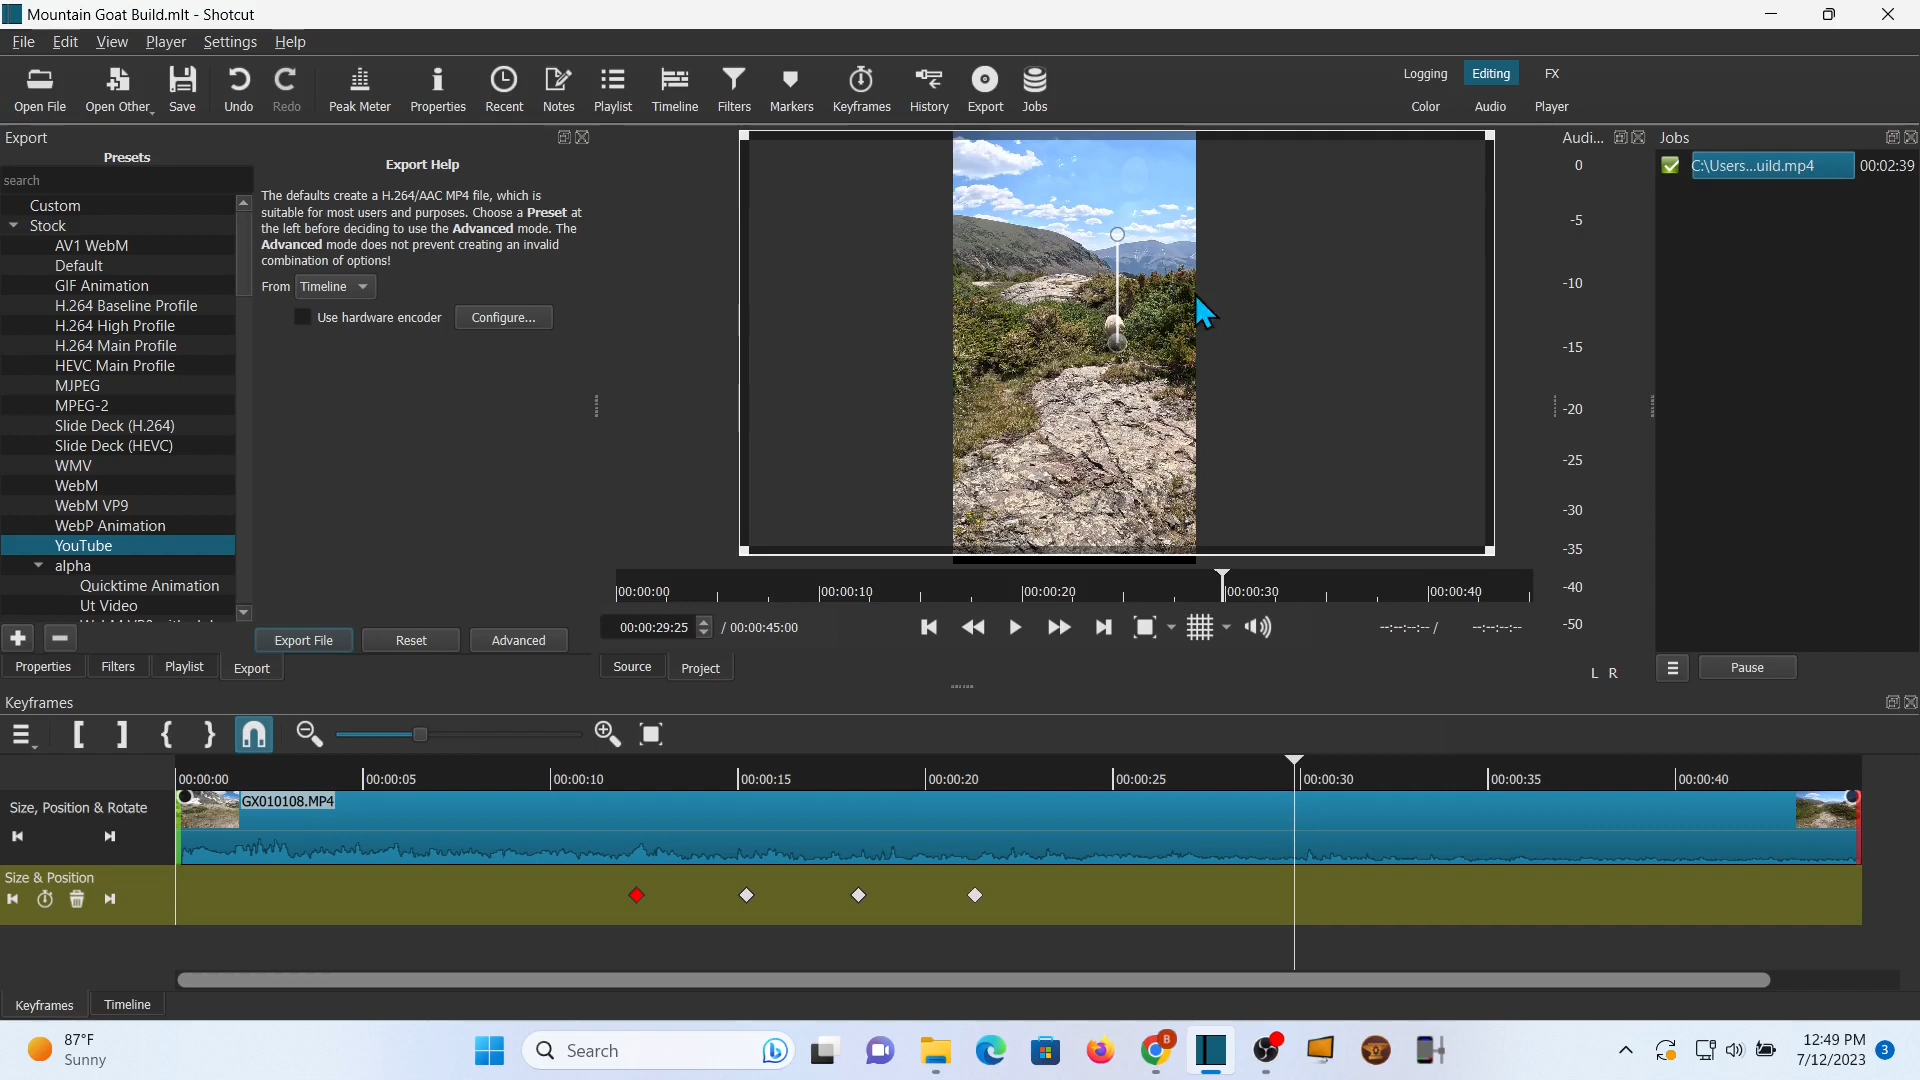 Mountain Goat Build.mlt - Shotcut
File Edit View Player Settings Help
Open File Open Other Save Undo Redo Peak Meter Properties Recent Notes Playlist Timeline Filters Markers Keyframes History Export Jobs
Logging Editing FX
Color Audio Player
Export
Presets
search
Custom
Stock
AV1 WebM
Default
GIF Animation
H.264 Baseline Profile
H.264 High Profile
H.264 Main Profile
HEVC Main Profile
MJPEG
MPEG-2
Slide Deck (H.264)
Slide Deck (HEVC)
WMV
WebM
WebM VP9
WebP Animation
YouTube
alpha
Quicktime Animation
Ut Video
Export Help
The defaults create a H.264/AAC MP4 file, which is
suitable for most users and purposes. Choose a Preset at
the left before deciding to use the Advanced mode. The
Advanced mode does not prevent creating an invalid
combination of options!
From Timeline
Use hardware encoder Configure...
Export File Reset Advanced
Properties Filters Playlist Export
00:00:00 00:00:10 00:00:20 00:00:30 00:00:40
00:00:29:25 / 00:00:45:00 --:--:--:-- / --:--:--:--
Source Project
Audi...
0
-5
-10
-15
-20
-25
-30
-35
-40
-50
L R
Jobs
C:\Users...uild.mp4 00:02:39
Pause
Keyframes
00:00:00 00:00:05 00:00:10 00:00:15 00:00:20 00:00:25 00:00:30 00:00:35 00:00:40
Size, Position & Rotate
GX010108.MP4
Size & Position
Keyframes Timeline
87°F
Sunny
Search
B
12:49 PM
7/12/2023
3